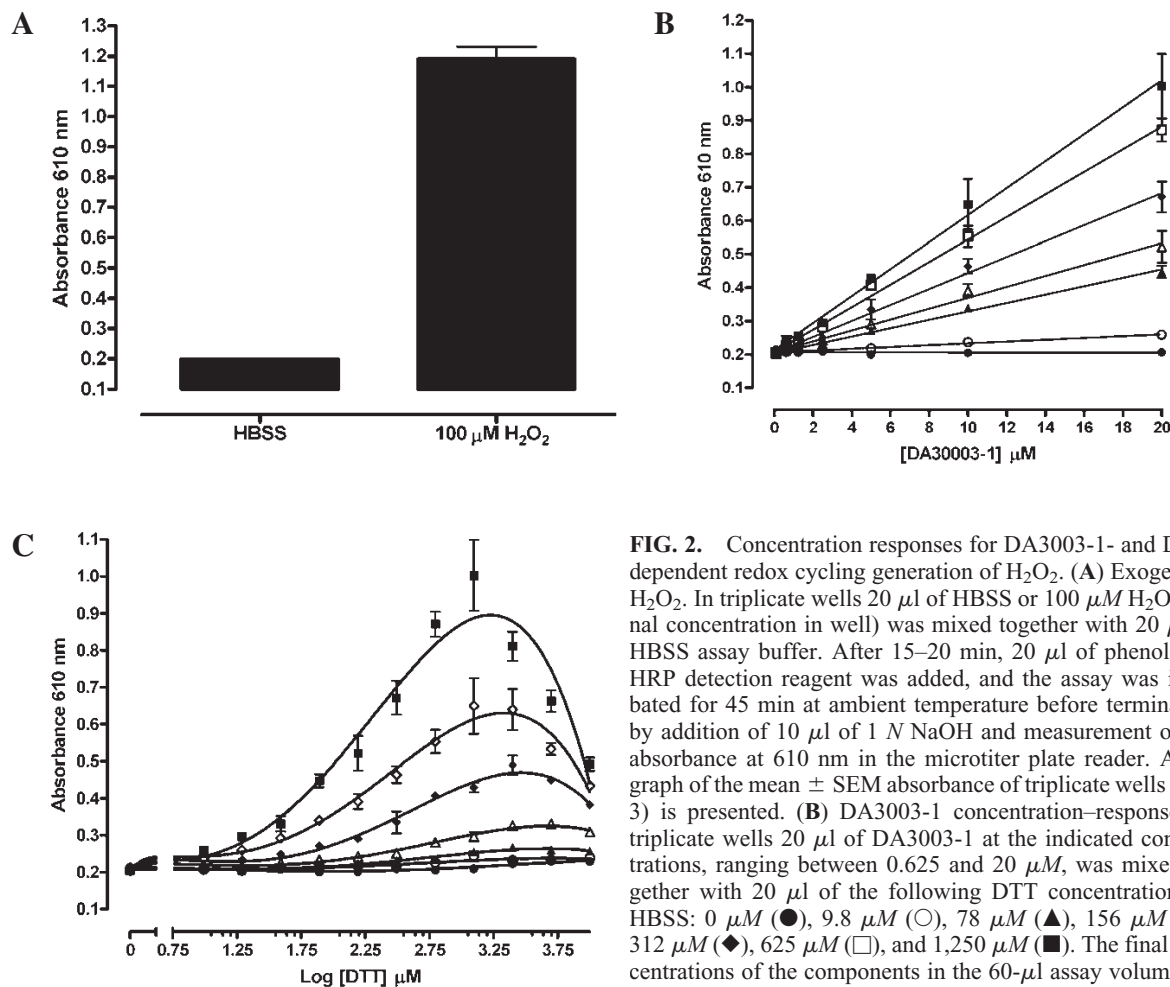 A
B
1.3
1.2
1.1
1.0
0.9
0.8
0.7
0.6
0.5
0.4
0.3
0.2
0.1
Absorbance 610 nm
HBSS
100 μM H₂O₂
1.1
1.0
0.9
0.8
0.7
0.6
0.5
0.4
0.3
0.2
0.1
Absorbance 610 nm
0 2 4 6 8 10 12 14 16 18 20
[DA30003-1] μM
C
1.1
1.0
0.9
0.8
0.7
0.6
0.5
0.4
0.3
0.2
0.1
Absorbance 610 nm
0 0.75 1.25 1.75 2.25 2.75 3.25 3.75
Log [DTT] μM
FIG. 2. Concentration responses for DA3003-1- and D
dependent redox cycling generation of H₂O₂. (A) Exoge
H₂O₂. In triplicate wells 20 μl of HBSS or 100 μM H₂O
nal concentration in well) was mixed together with 20 μ
HBSS assay buffer. After 15–20 min, 20 μl of phenol
HRP detection reagent was added, and the assay was i
bated for 45 min at ambient temperature before termina
by addition of 10 μl of 1 N NaOH and measurement o
absorbance at 610 nm in the microtiter plate reader. A
graph of the mean ± SEM absorbance of triplicate wells
3) is presented. (B) DA3003-1 concentration–respons
triplicate wells 20 μl of DA3003-1 at the indicated con
trations, ranging between 0.625 and 20 μM, was mixe
gether with 20 μl of the following DTT concentration
HBSS: 0 μM (●), 9.8 μM (○), 78 μM (▲), 156 μM
312 μM (◆), 625 μM (□), and 1,250 μM (■). The final
centrations of the components in the 60-μl assay volum